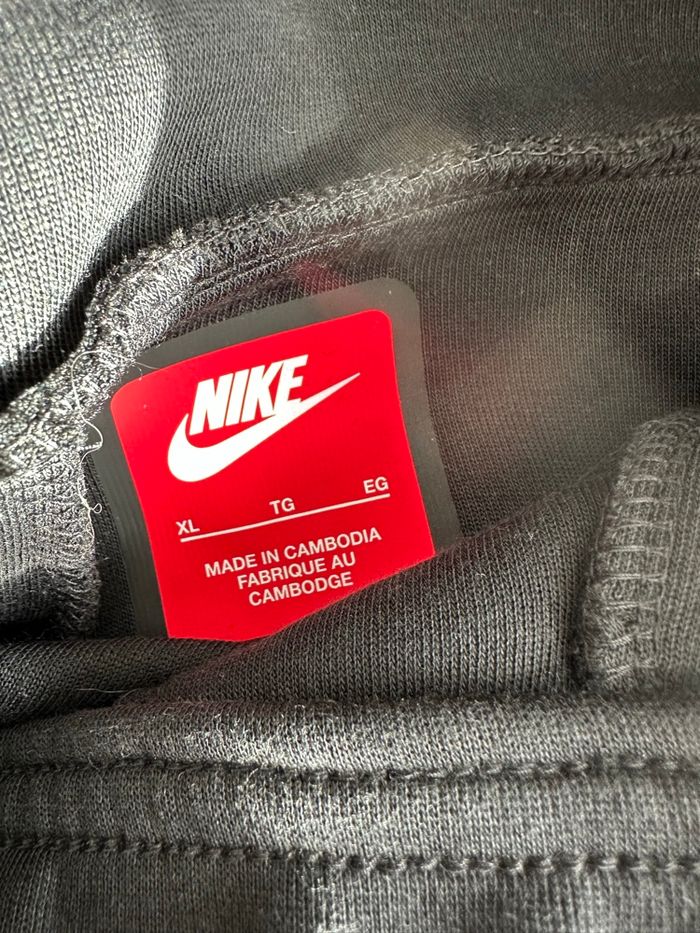 NIKE
XL TG EG
MADE IN CAMBODIA
FABRIQUE AU
CAMBODGE